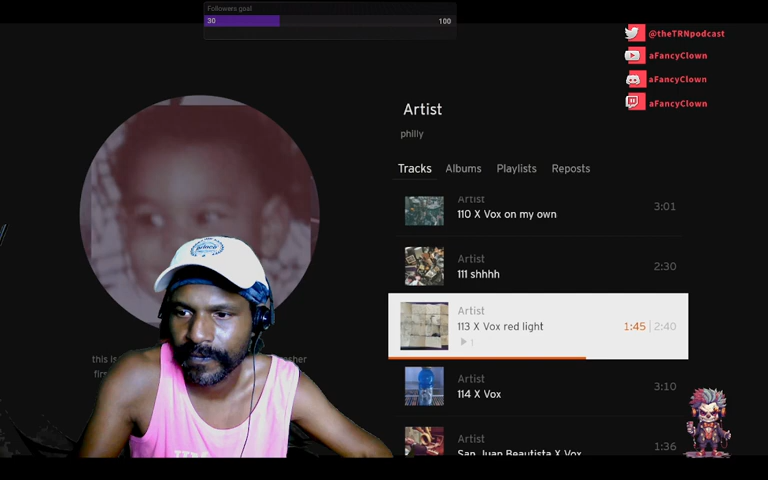 Followers goal
30 100
@theTRNpodcast
aFancyClown
aFancyClown
aFancyClown
Artist
philly
Tracks Albums Playlists Reposts
Artist
110 X Vox on my own 3:01
Artist
111 shhhh 2:30
Artist
113 X Vox red light 1:45 | 2:40
1
Artist
114 X Vox 3:10
Artist
San Juan Beautista X Vox 1:36
this is